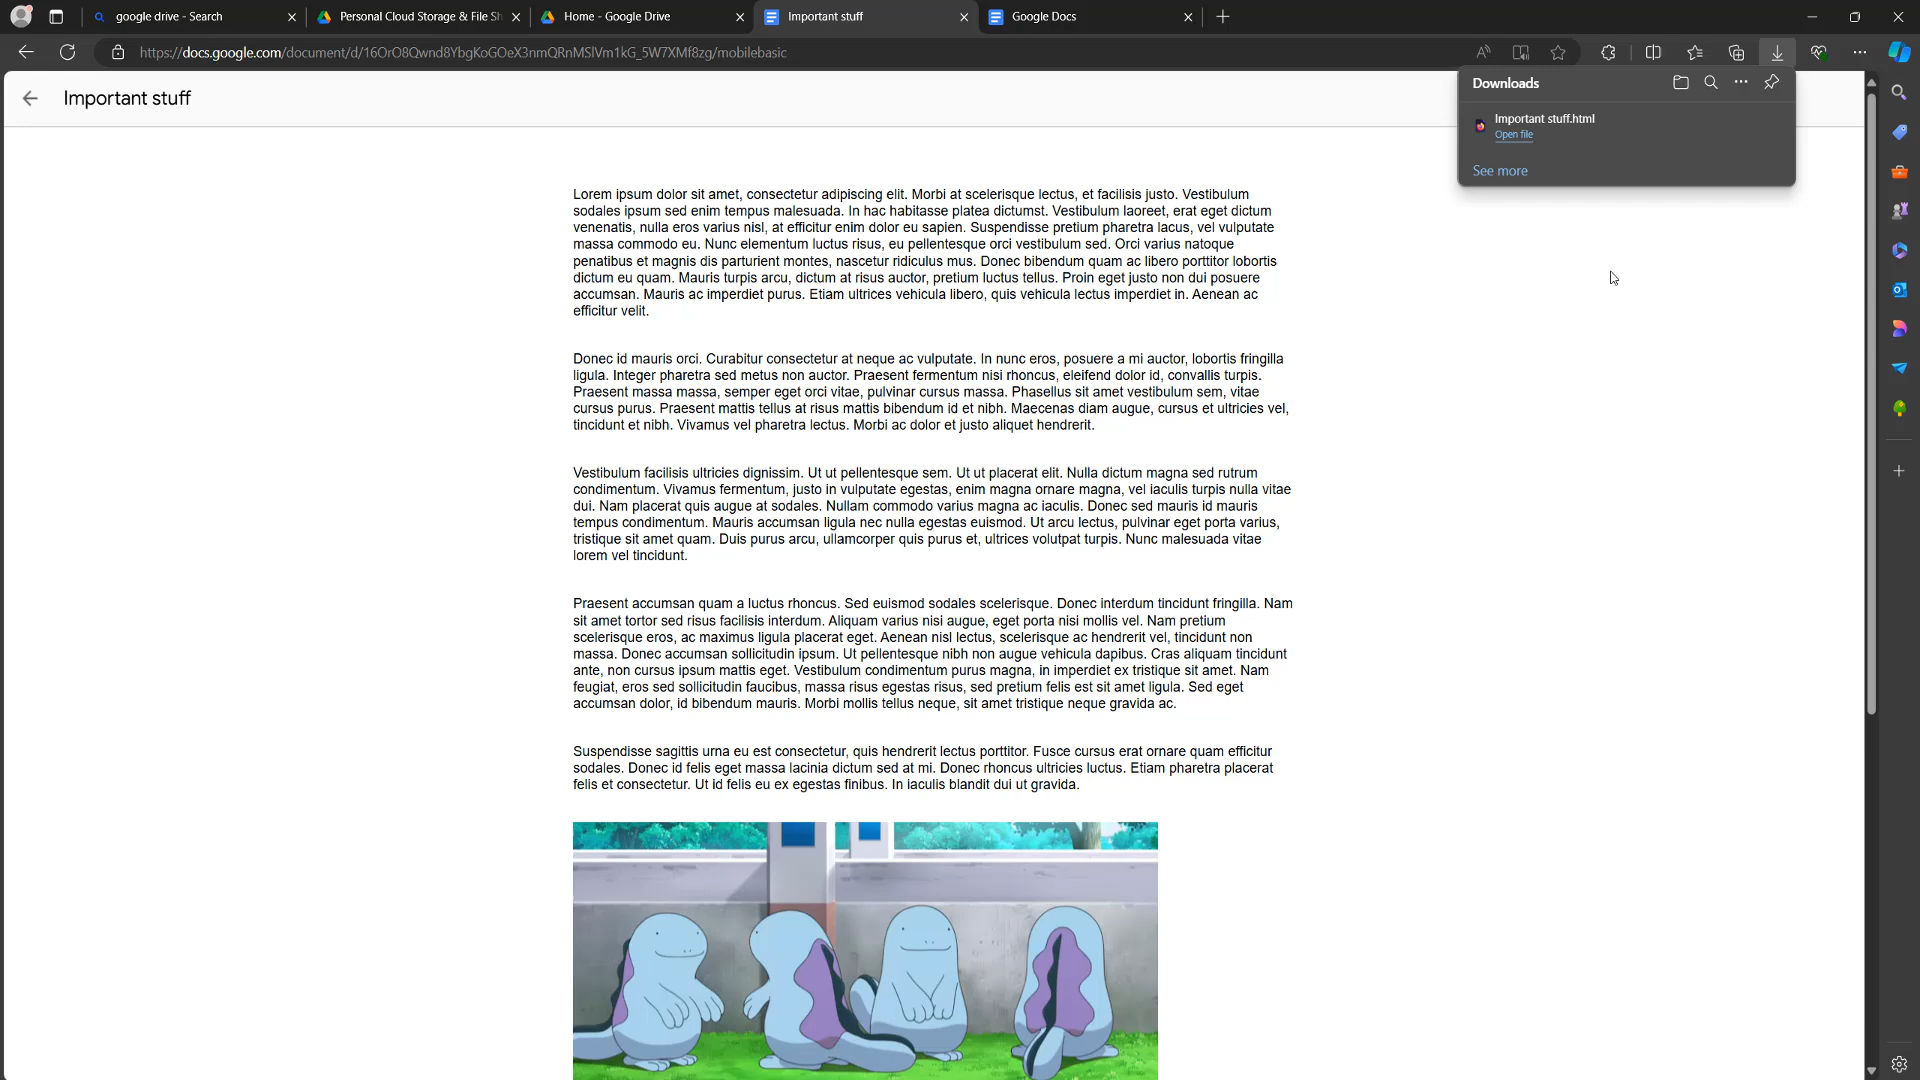 google drive - Search
Personal Cloud Storage & File Sh
Home - Google Drive
Important stuff
Google Docs
https://docs.google.com/document/d/16OrO8Qwnd8YbgKoGOeX3nmQRnMSlVm1kG_5W7XMf8zg/mobilebasic
Important stuff
Downloads
Important stuff.html
Open file
See more
Lorem ipsum dolor sit amet, consectetur adipiscing elit. Morbi at scelerisque lectus, et facilisis justo. Vestibulum
sodales ipsum sed enim tempus malesuada. In hac habitasse platea dictumst. Vestibulum laoreet, erat eget dictum
venenatis, nulla eros varius nisl, at efficitur enim dolor eu sapien. Suspendisse pretium pharetra lacus, vel vulputate
massa commodo eu. Nunc elementum luctus risus, eu pellentesque orci vestibulum sed. Orci varius natoque
penatibus et magnis dis parturient montes, nascetur ridiculus mus. Donec bibendum quam ac libero porttitor lobortis
dictum eu quam. Mauris turpis arcu, dictum at risus auctor, pretium luctus tellus. Proin eget justo non dui posuere
accumsan. Mauris ac imperdiet purus. Etiam ultrices vehicula libero, quis vehicula lectus imperdiet in. Aenean ac
efficitur velit.
Donec id mauris orci. Curabitur consectetur at neque ac vulputate. In nunc eros, posuere a mi auctor, lobortis fringilla
ligula. Integer pharetra sed metus non auctor. Praesent fermentum nisi rhoncus, eleifend dolor id, convallis turpis.
Praesent massa massa, semper eget orci vitae, pulvinar cursus massa. Phasellus sit amet vestibulum sem, vitae
cursus purus. Praesent mattis tellus at risus mattis bibendum id et nibh. Maecenas diam augue, cursus et ultricies vel,
tincidunt et nibh. Vivamus vel pharetra lectus. Morbi ac dolor et justo aliquet hendrerit.
Vestibulum facilisis ultricies dignissim. Ut ut pellentesque sem. Ut ut placerat elit. Nulla dictum magna sed rutrum
condimentum. Vivamus fermentum, justo in vulputate egestas, enim magna ornare magna, vel iaculis turpis nulla vitae
dui. Nam placerat quis augue at sodales. Nullam commodo varius magna ac iaculis. Donec sed mauris id mauris
tempus condimentum. Mauris accumsan ligula nec nulla egestas euismod. Ut arcu lectus, pulvinar eget porta varius,
tristique sit amet quam. Duis purus arcu, ullamcorper quis purus et, ultrices volutpat turpis. Nunc malesuada vitae
lorem vel tincidunt.
Praesent accumsan quam a luctus rhoncus. Sed euismod sodales scelerisque. Donec interdum tincidunt fringilla. Nam
sit amet tortor sed risus facilisis interdum. Aliquam varius nisi augue, eget porta nisi mollis vel. Nam pretium
scelerisque eros, ac maximus ligula placerat eget. Aenean nisl lectus, scelerisque ac hendrerit vel, tincidunt non
massa. Donec accumsan sollicitudin ipsum. Ut pellentesque nibh non augue vehicula dapibus. Cras aliquam tincidunt
ante, non cursus ipsum mattis eget. Vestibulum condimentum purus magna, in imperdiet ex tristique sit amet. Nam
feugiat, eros sed sollicitudin faucibus, massa risus egestas risus, sed pretium felis est sit amet ligula. Sed eget
accumsan dolor, id bibendum mauris. Morbi mollis tellus neque, sit amet tristique neque gravida ac.
Suspendisse sagittis urna eu est consectetur, quis hendrerit lectus porttitor. Fusce cursus erat ornare quam efficitur
sodales. Donec id felis eget massa lacinia dictum sed at mi. Donec rhoncus ultricies luctus. Etiam pharetra placerat
felis et consectetur. Ut id felis eu ex egestas finibus. In iaculis blandit dui ut gravida.